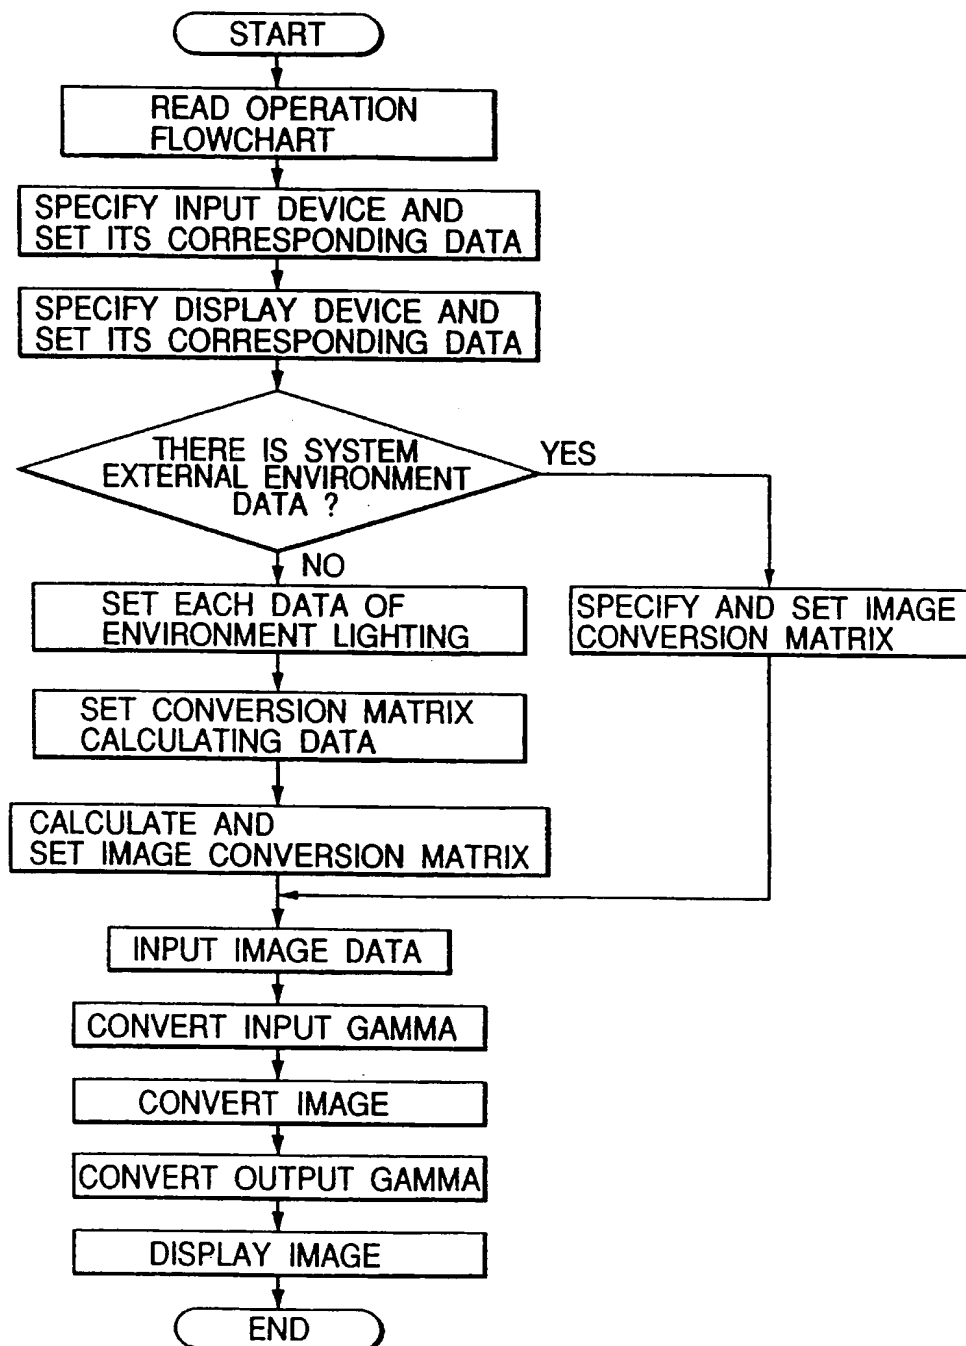 START
READ OPERATION
FLOWCHART
SPECIFY INPUT DEVICE AND
SET ITS CORRESPONDING DATA
SPECIFY DISPLAY DEVICE AND
SET ITS CORRESPONDING DATA
THERE IS SYSTEM
EXTERNAL ENVIRONMENT
DATA ?
YES
NO
SET EACH DATA OF
ENVIRONMENT LIGHTING
SPECIFY AND SET IMAGE
CONVERSION MATRIX
SET CONVERSION MATRIX
CALCULATING DATA
CALCULATE AND
SET IMAGE CONVERSION MATRIX
INPUT IMAGE DATA
CONVERT INPUT GAMMA
CONVERT IMAGE
CONVERT OUTPUT GAMMA
DISPLAY IMAGE
END